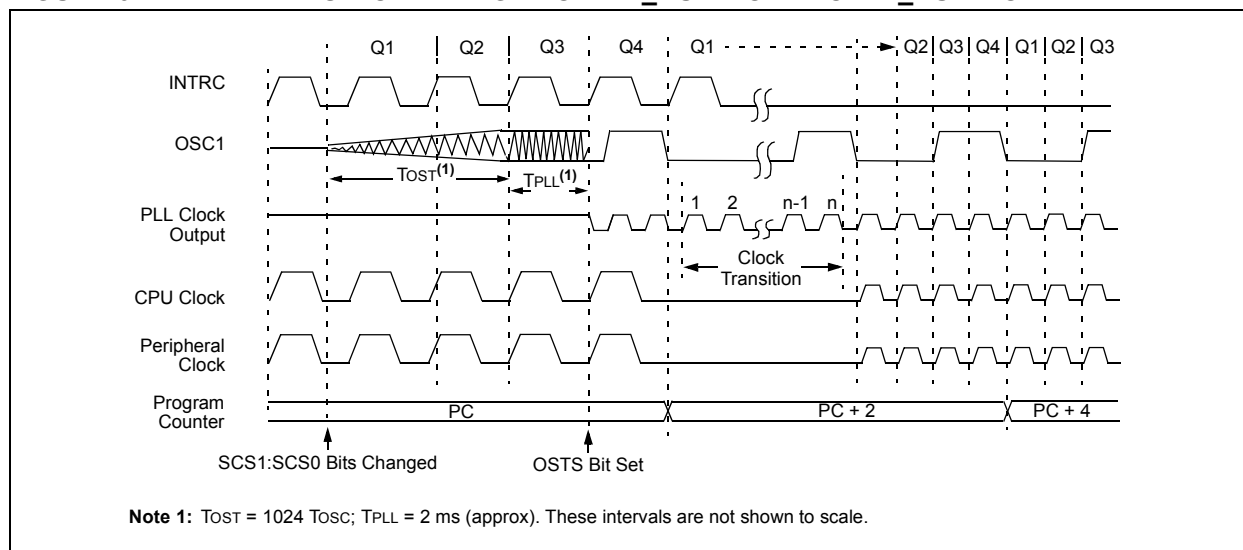 Q1 Q2 Q3 Q4 Q1 Q2 Q3 Q4 Q1 Q2 Q3
INTRC
OSC1
TOST(1) TPLL(1)
1 2 n-1 n
PLL Clock
Output
Clock
Transition
CPU Clock
Peripheral
Clock
Program
Counter
PC PC + 2 PC + 4
SCS1:SCS0 Bits Changed OSTS Bit Set
Note 1: TOST = 1024 TOSC; TPLL = 2 ms (approx). These intervals are not shown to scale.